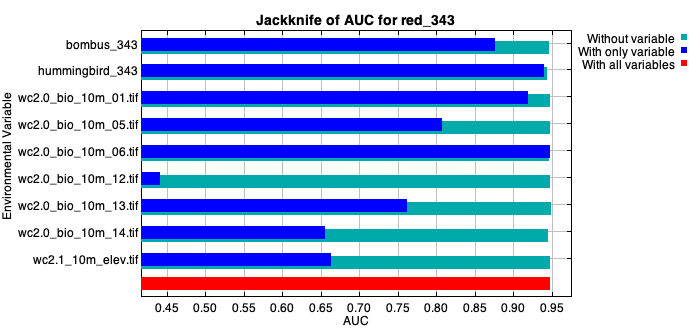 Jackknife of AUC for red_343
Without variable
With only variable
With all variables
Environmental Variable
bombus_343
hummingbird_343
wc2.0_bio_10m_01.tif
wc2.0_bio_10m_05.tif
wc2.0_bio_10m_06.tif
wc2.0_bio_10m_12.tif
wc2.0_bio_10m_13.tif
wc2.0_bio_10m_14.tif
wc2.1_10m_elev.tif
0.45 0.50 0.55 0.60 0.65 0.70 0.75 0.80 0.85 0.90 0.95
AUC